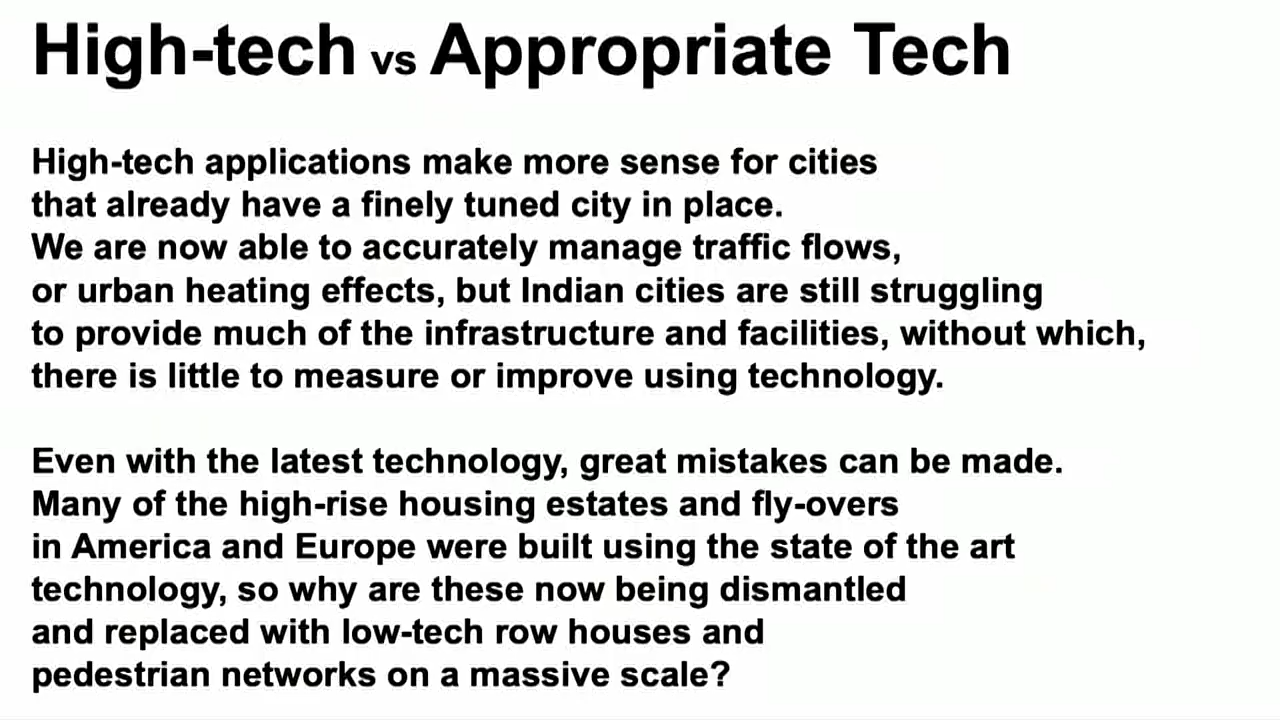 High-tech vs Appropriate Tech
High-tech applications make more sense for cities
that already have a finely tuned city in place.
We are now able to accurately manage traffic flows,
or urban heating effects, but Indian cities are still struggling
to provide much of the infrastructure and facilities, without which,
there is little to measure or improve using technology.
Even with the latest technology, great mistakes can be made.
Many of the high-rise housing estates and fly-overs
in America and Europe were built using the state of the art
technology, so why are these now being dismantled
and replaced with low-tech row houses and
pedestrian networks on a massive scale?